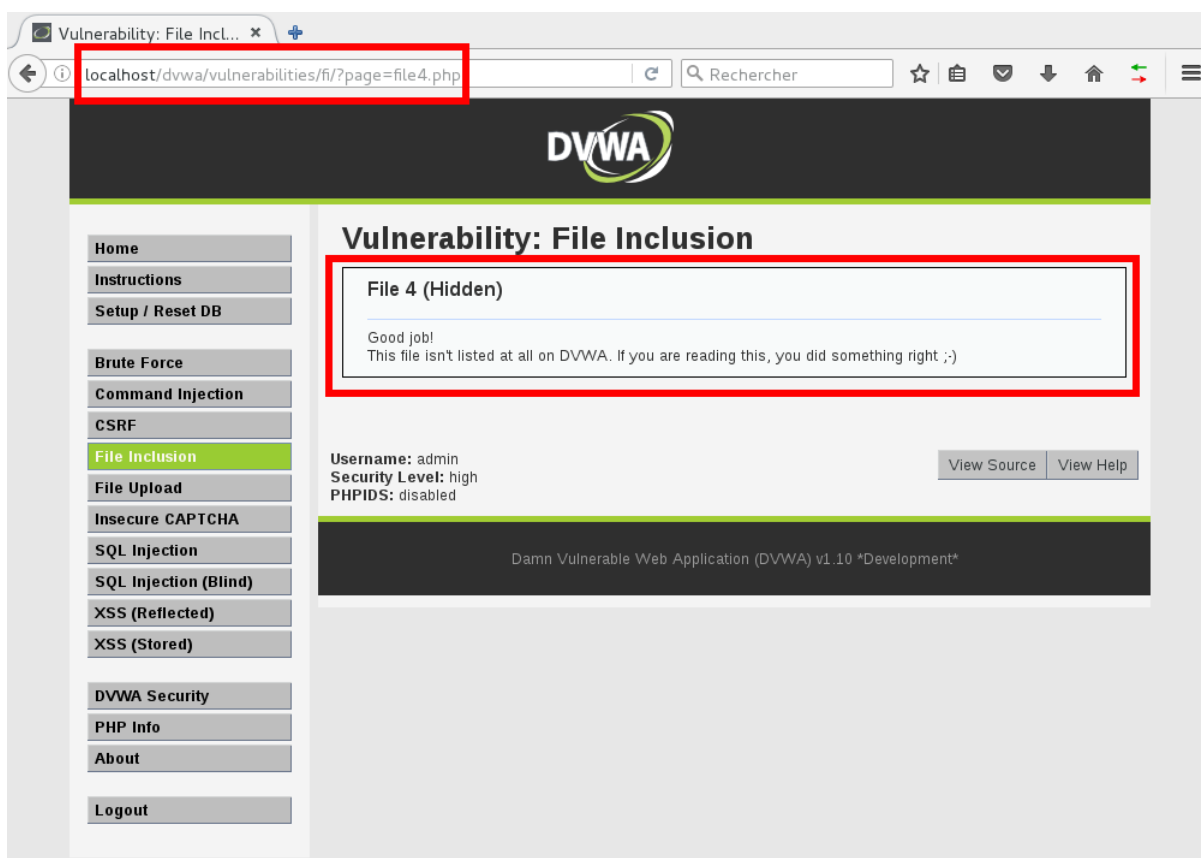 Vulnerability: File Incl...
localhost/dvwa/vulnerabilities/fi/?page=file4.php
Rechercher
DVWA
Home
Instructions
Setup / Reset DB
Brute Force
Command Injection
CSRF
File Inclusion
File Upload
Insecure CAPTCHA
SQL Injection
SQL Injection (Blind)
XSS (Reflected)
XSS (Stored)
DVWA Security
PHP Info
About
Logout
Vulnerability: File Inclusion
File 4 (Hidden)
Good job!
This file isn't listed at all on DVWA. If you are reading this, you did something right ;-)
Username: admin
Security Level: high
PHPIDS: disabled
View Source
View Help
Damn Vulnerable Web Application (DVWA) v1.10 *Development*